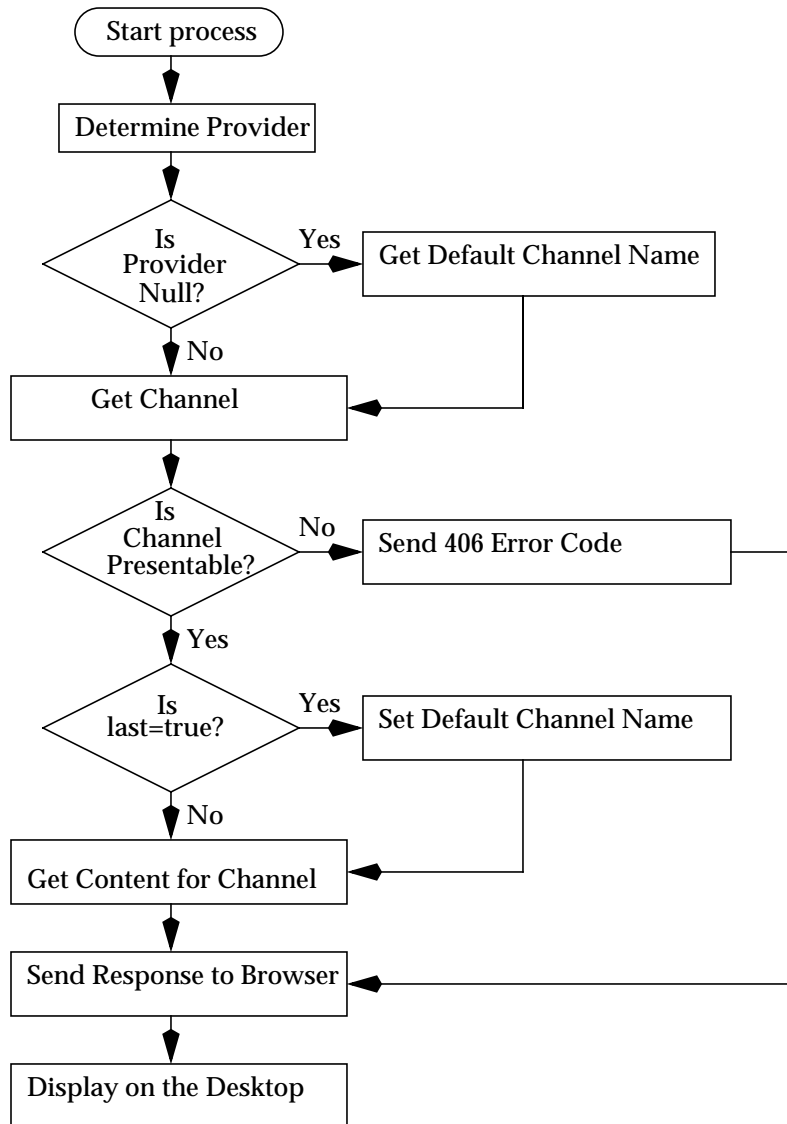 Start process
Determine Provider
Is
Provider
Null?
Yes
Get Default Channel Name
No
Get Channel
Is
Channel
Presentable?
No
Send 406 Error Code
Yes
Is
last=true?
Yes
Set Default Channel Name
No
Get Content for Channel
Send Response to Browser
Display on the Desktop